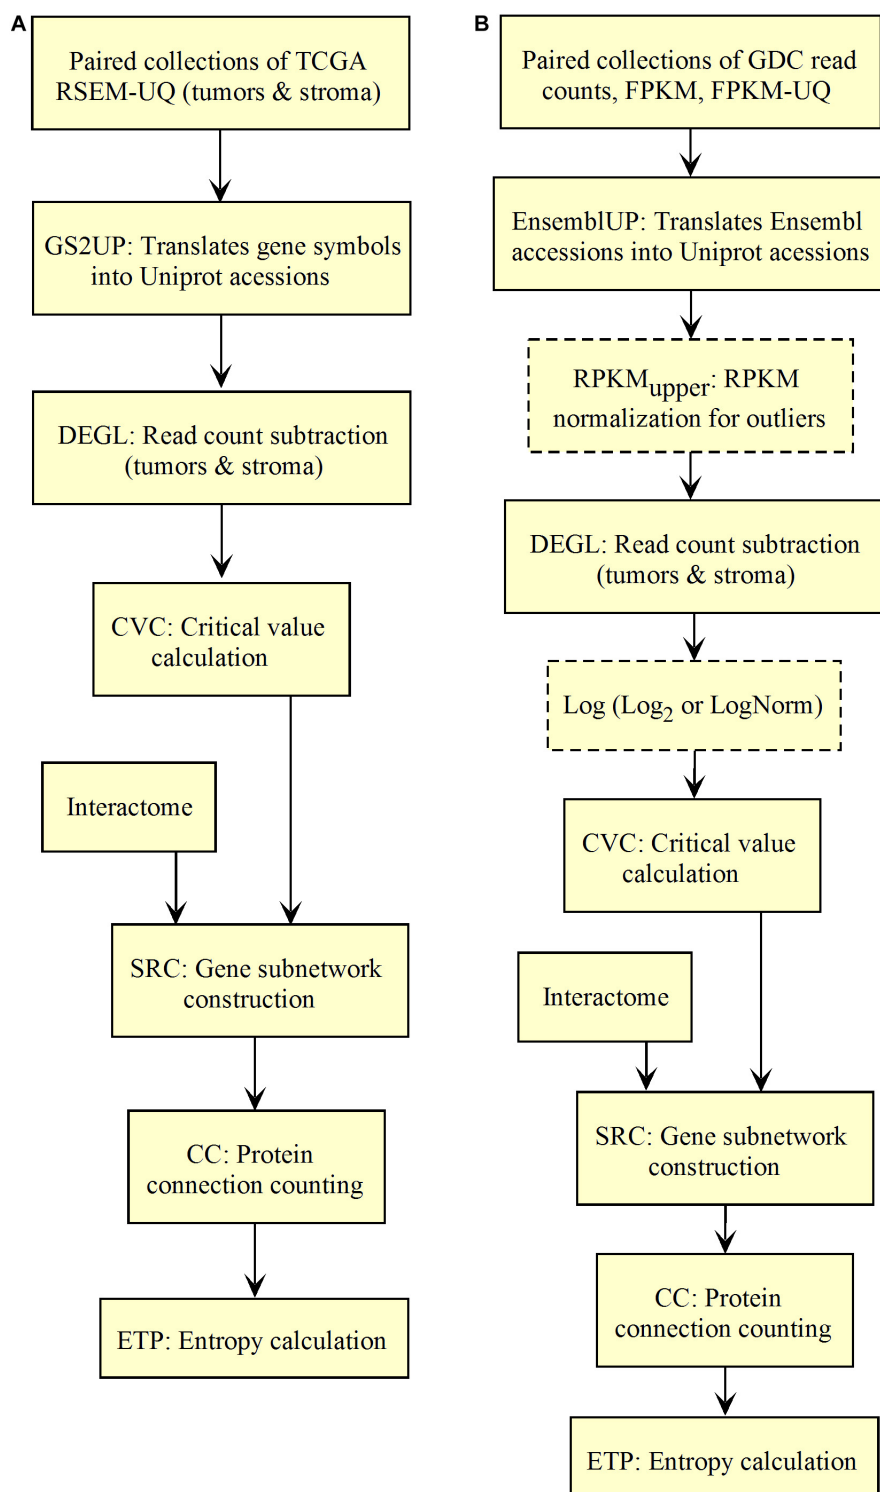 A
Paired collections of TCGA
RSEM-UQ (tumors & stroma)
GS2UP: Translates gene symbols
into Uniprot acessions
DEGL: Read count subtraction
(tumors & stroma)
CVC: Critical value
calculation
Interactome
SRC: Gene subnetwork
construction
CC: Protein
connection counting
ETP: Entropy calculation
B
Paired collections of GDC read
counts, FPKM, FPKM-UQ
EnsemblUP: Translates Ensembl
accessions into Uniprot acessions
RPKMupper: RPKM
normalization for outliers
DEGL: Read count subtraction
(tumors & stroma)
Log (Log2 or LogNorm)
CVC: Critical value
calculation
Interactome
SRC: Gene subnetwork
construction
CC: Protein
connection counting
ETP: Entropy calculation